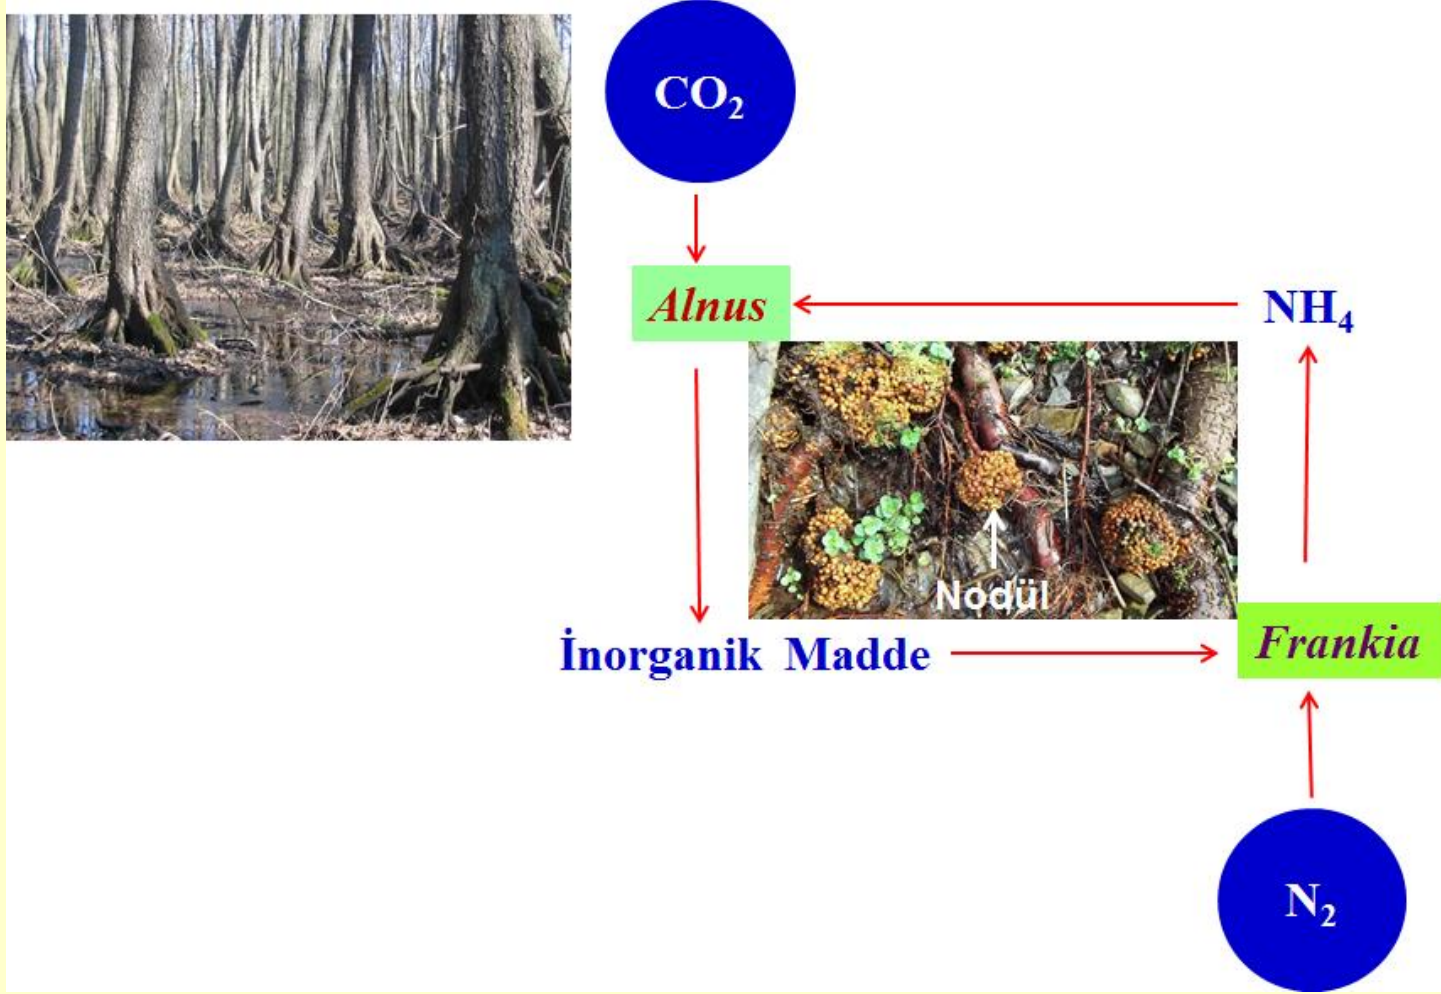 CO₂
Alnus
NH₄
Nodül
İnorganik Madde
Frankia
N₂